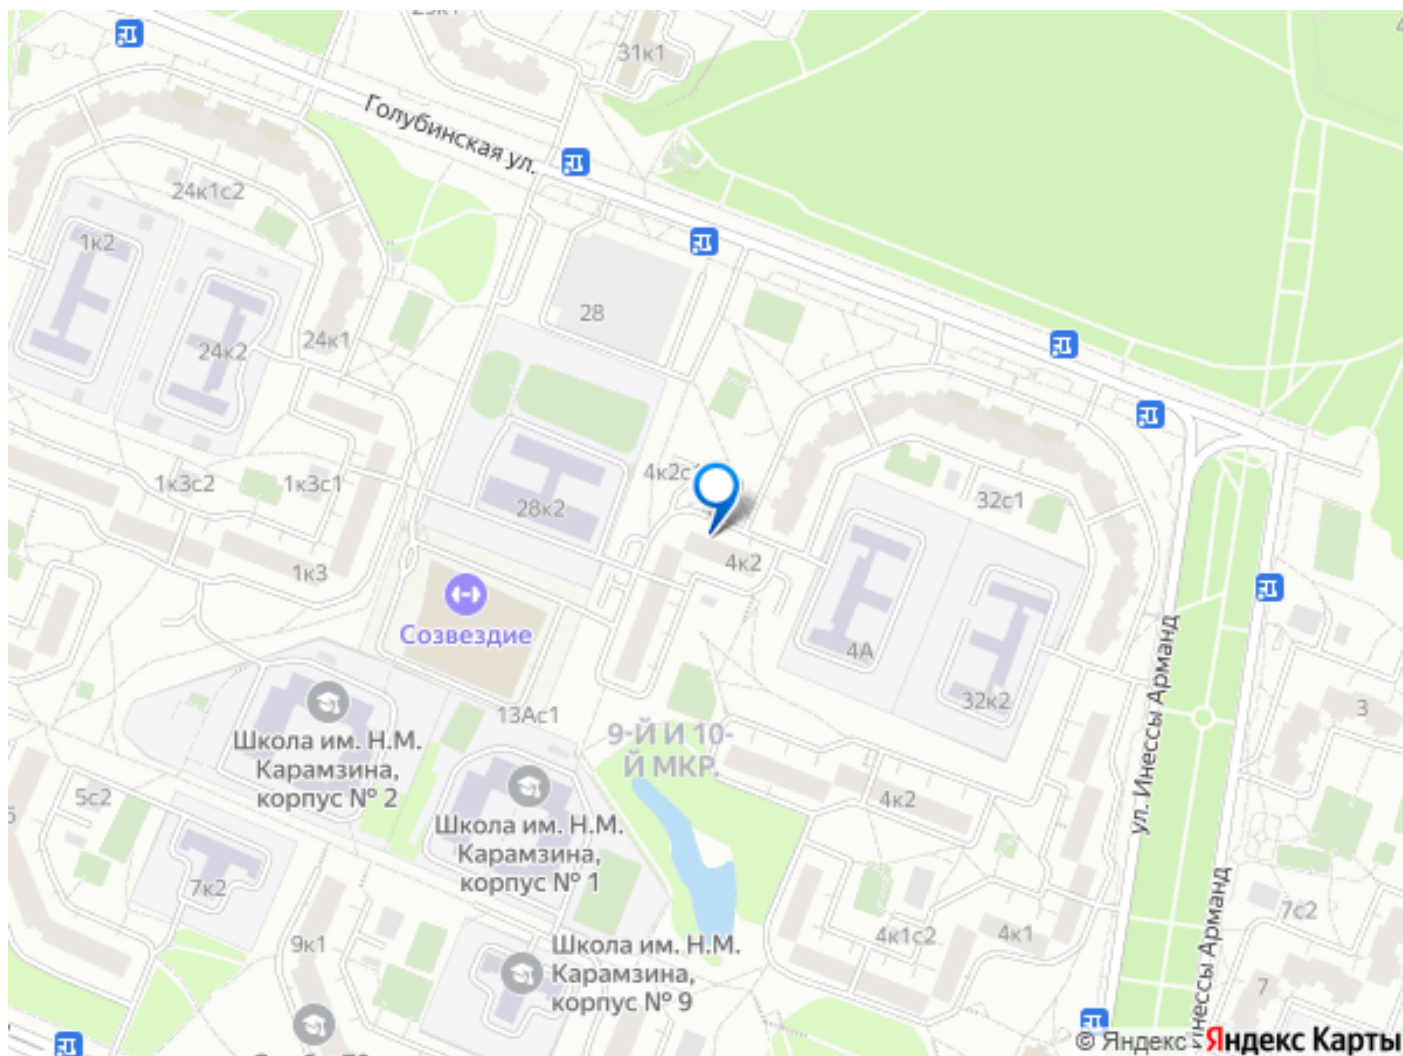 31к1
Голубинская ул.
24к1с2
1к2
28
24к1
24к2
4к2с1
1к3с2
1к3с1
28к2
32с1
4к2
1к3
Созвездие
4А
32к2
13Ас1
3
9-Й И 10-
Й МКР.
Школа им. Н.М.
Карамзина,
корпус № 2
ул. Инессы Арманд
5с2
4к2
Школа им. Н.М.
Карамзина,
корпус № 1
7к2
7с2
9к1
4к1с2
4к1
Школа им. Н.М.
Карамзина,
корпус № 9
7
Инессы Арманд
© Яндекс
Яндекс Карты